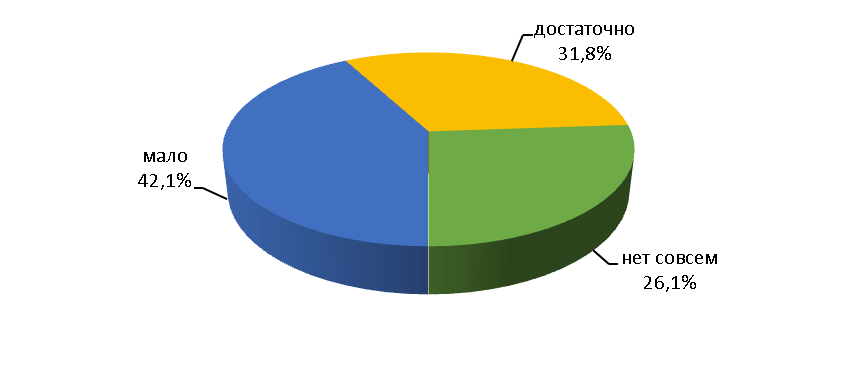 достаточно
31,8%
мало
42,1%
нет совсем
26,1%